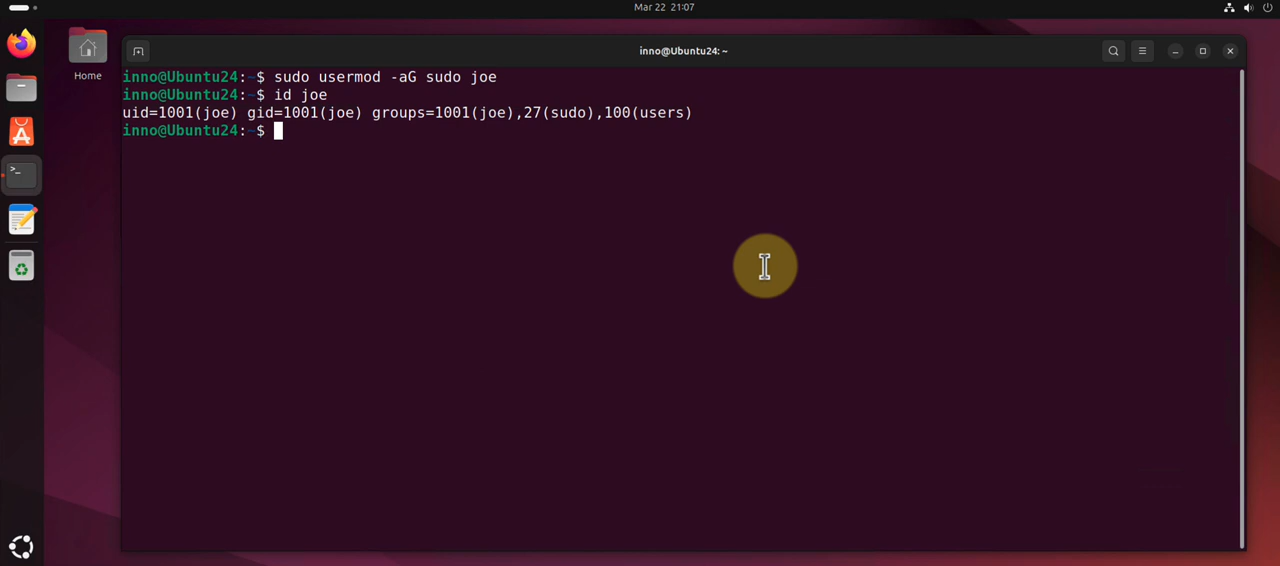 Mar 22 21:07
inno@Ubuntu24: ~
Home
inno@Ubuntu24:~$ sudo usermod -aG sudo joe
inno@Ubuntu24:~$ id joe
uid=1001(joe) gid=1001(joe) groups=1001(joe),27(sudo),100(users)
inno@Ubuntu24:~$